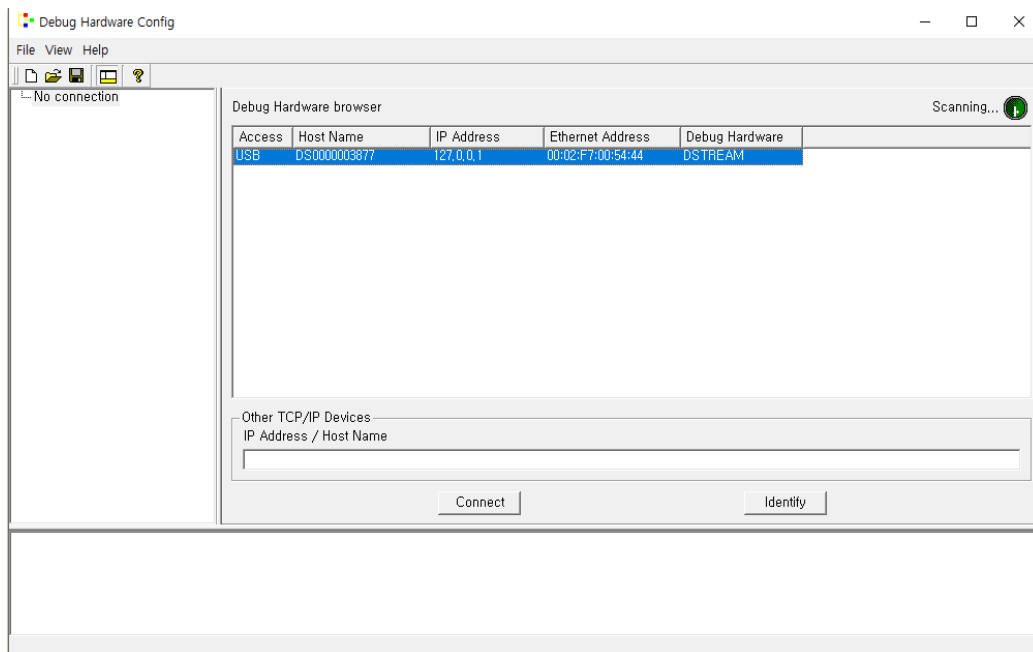 Debug Hardware Config
File View Help
No connection
Debug Hardware browser
Scanning...
Access Host Name IP Address Ethernet Address Debug Hardware
USB DS0000003877 127,0,0,1 00:02:F7:00:54:44 DSTREAM
Other TCP/IP Devices
IP Address / Host Name
Connect Identify